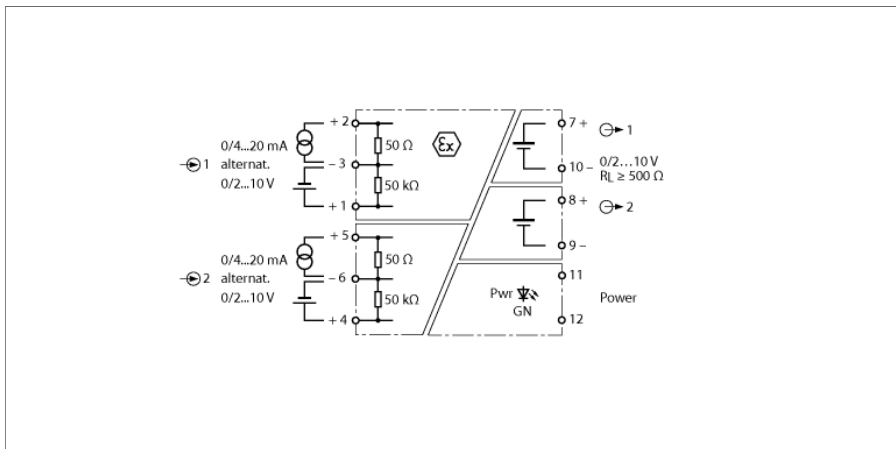 + 2
0/4...20 mA
50 Ω
1 alternat.
– 3
0/2...10 V
50 kΩ
+ 1
εx
7 +
1
10 –
0/2…10 V
RL ≥ 500 Ω
8 +
2
9 –
+ 5
0/4...20 mA
50 Ω
2 alternat.
– 6
0/2...10 V
50 kΩ
+ 4
11
Pwr
GN
Power
12